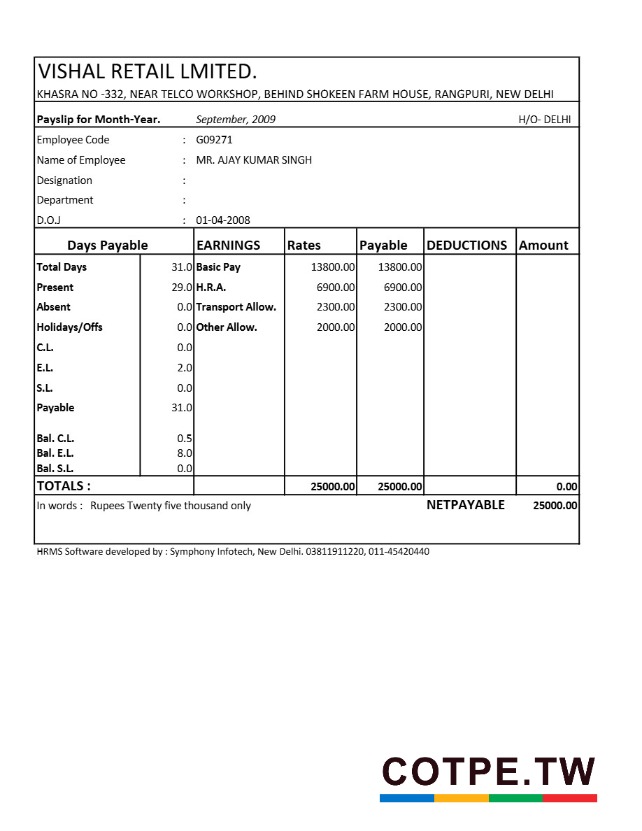 VISHAL RETAIL LMITED.
KHASRA NO -332, NEAR TELCO WORKSHOP, BEHIND SHOKEEN FARM HOUSE, RANGPURI, NEW DELHI
Payslip for Month-Year. September, 2009 H/O- DELHI
Employee Code : G09271
Name of Employee : MR. AJAY KUMAR SINGH
Designation :
Department :
D.O.J : 01-04-2008
Days Payable EARNINGS Rates Payable DEDUCTIONS Amount
Total Days 31.0 Basic Pay 13800.00 13800.00
Present 29.0 H.R.A. 6900.00 6900.00
Absent 0.0 Transport Allow. 2300.00 2300.00
Holidays/Offs 0.0 Other Allow. 2000.00 2000.00
C.L. 0.0
E.L. 2.0
S.L. 0.0
Payable 31.0
Bal. C.L. 0.5
Bal. E.L. 8.0
Bal. S.L. 0.0
TOTALS : 25000.00 25000.00 0.00
In words : Rupees Twenty five thousand only NETPAYABLE 25000.00
HRMS Software developed by : Symphony Infotech, New Delhi. 03811911220, 011-45420440
COTPE.TW